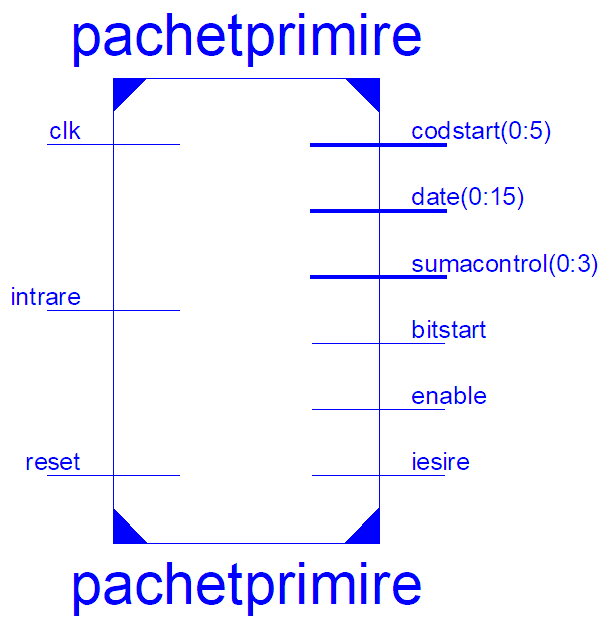 pachetprimire
clk
codstart(0:5)
date(0:15)
sumacontrol(0:3)
intrare
bitstart
enable
reset
iesire
pachetprimire